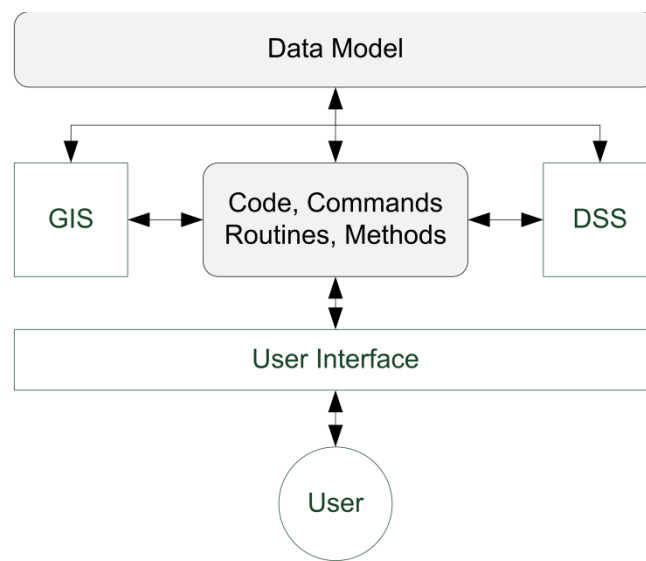 Data Model
GIS
Code, Commands
Routines, Methods
DSS
User Interface
User